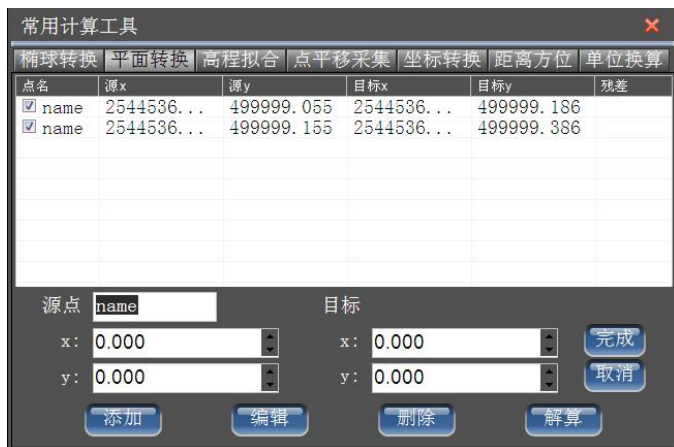 常用计算工具
椭球转换 平面转换 高程拟合 点平移采集 坐标转换 距离方位 单位换算
点名 源x 源y 目标x 目标y 残差
name 2544536... 499999.055 2544536... 499999.186
name 2544536... 499999.155 2544536... 499999.386
源点 name 目标
x: 0.000 x: 0.000 完成
y: 0.000 y: 0.000 取消
添加 编辑 删除 解算